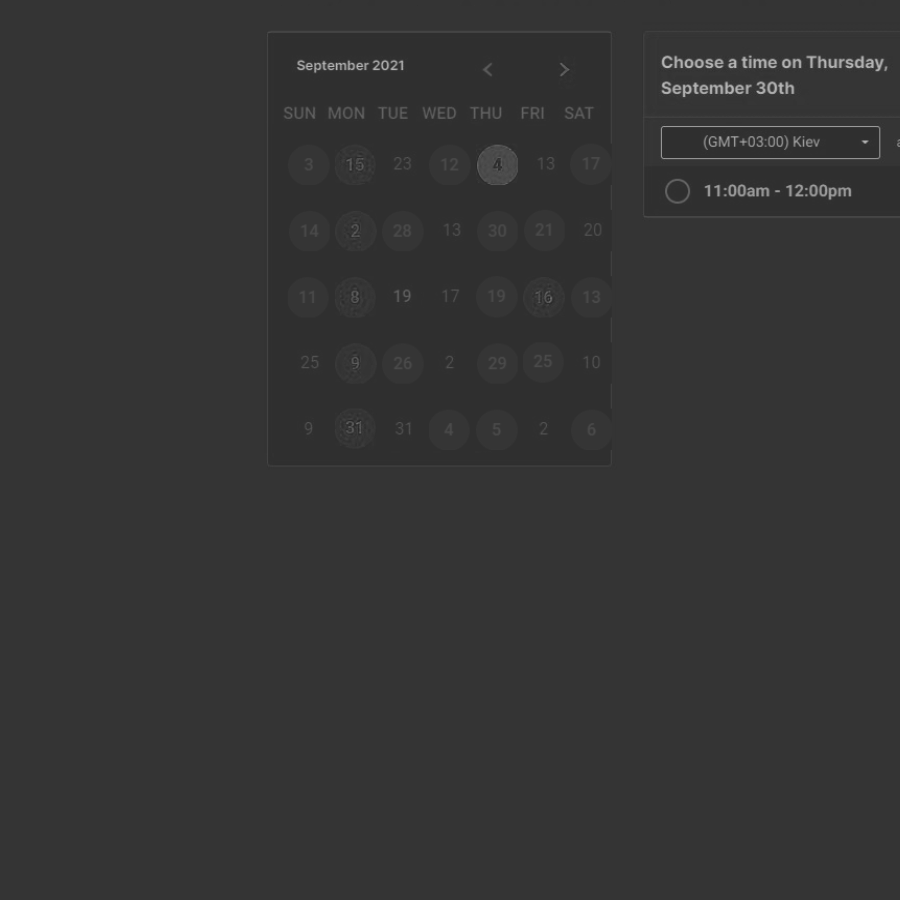 September 2021
SUN MON TUE WED THU FRI SAT
3 15 23 12 4 13 17
14 2 28 13 30 21 20
11 8 19 17 19 16 13
25 9 26 2 29 25 10
9 31 31 4 5 2 6
Choose a time on Thursday,
September 30th
(GMT+03:00) Kiev
11:00am - 12:00pm